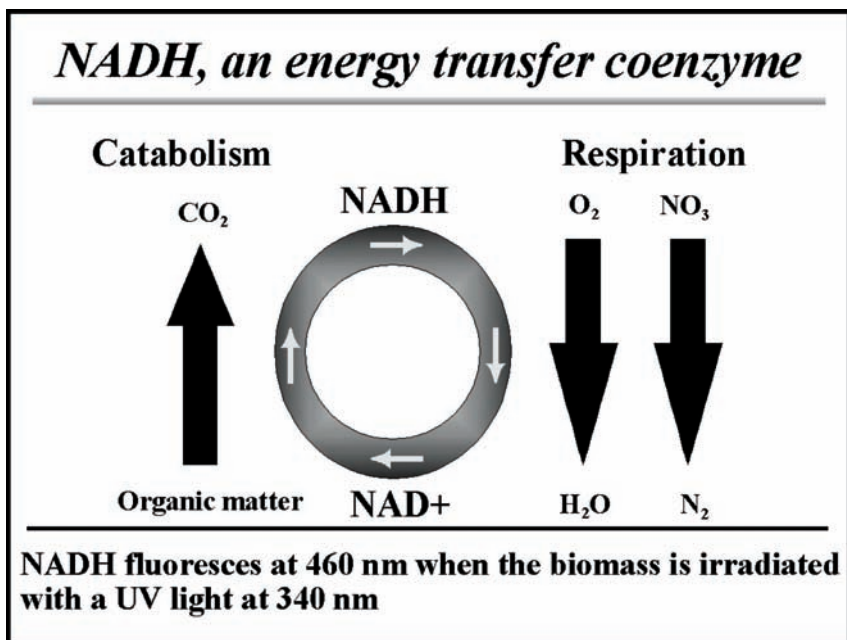 NADH, an energy transfer coenzyme
Catabolism
Respiration
CO₂
NADH
O₂
NO₃
Organic matter
NAD+
H₂O
N₂
NADH fluoresces at 460 nm when the biomass is irradiated
with a UV light at 340 nm